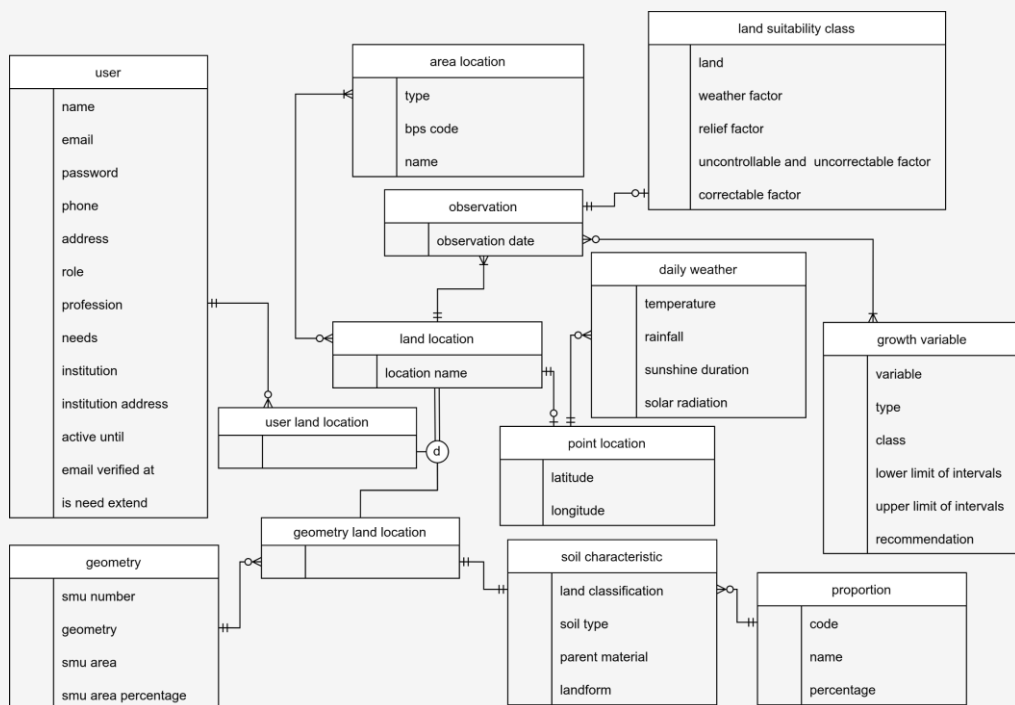 user
name
email
password
phone
address
role
profession
needs
institution
institution address
active until
email verified at
is need extend
area location
type
bps code
name
land suitability class
land
weather factor
relief factor
uncontrollable and uncorrectable factor
correctable factor
observation
observation date
daily weather
temperature
rainfall
sunshine duration
solar radiation
land location
location name
growth variable
variable
type
class
lower limit of intervals
upper limit of intervals
recommendation
user land location
d
point location
latitude
longitude
geometry land location
geometry
smu number
geometry
smu area
smu area percentage
soil characteristic
land classification
soil type
parent material
landform
proportion
code
name
percentage